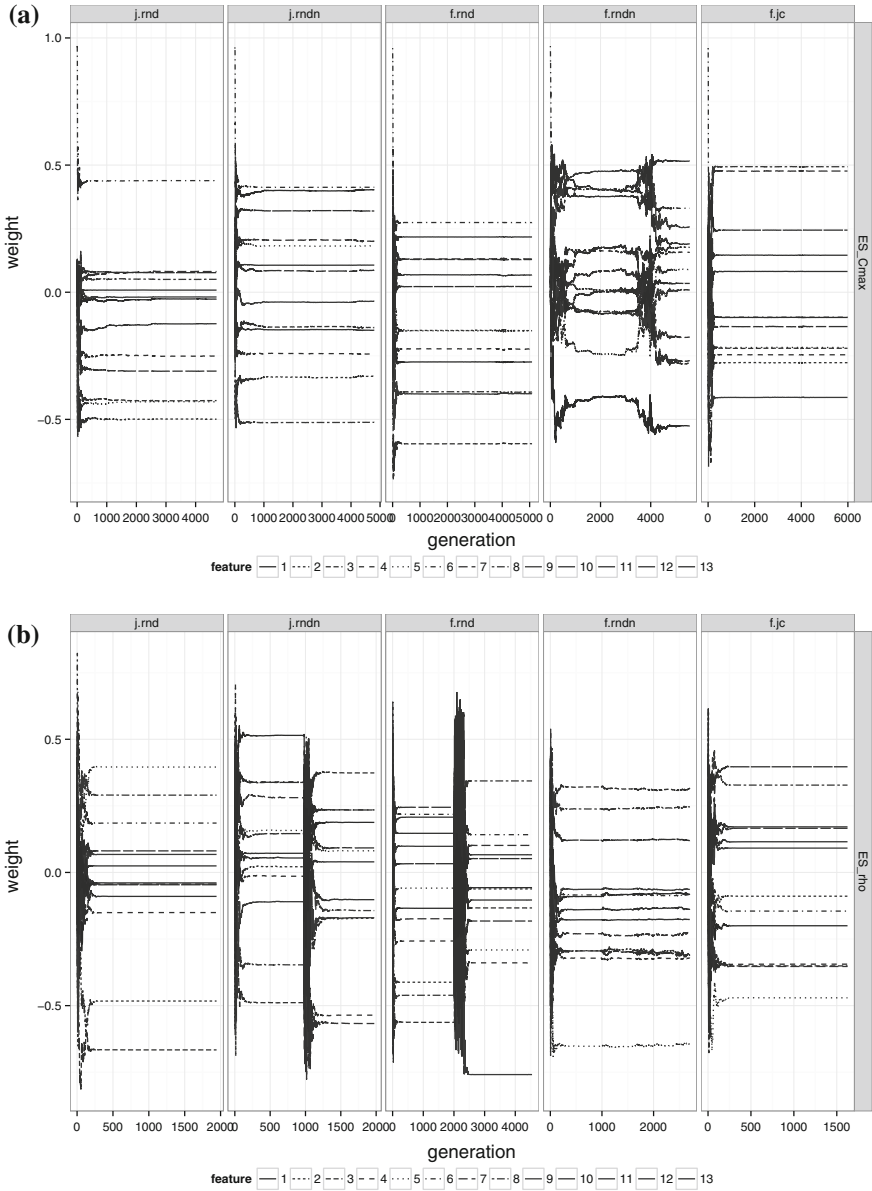 (a)
j.rnd j.rndn f.rnd f.rndn f.jc
1.0
0.5
0.0
−0.5
weight
ES_Cmax
0 1000 2000 3000 4000 0 1000 2000 3000 4000 5000 0 1000 2000 3000 4000 5000 0 2000 4000 0 2000 4000 6000
generation
feature 1 2 3 4 5 6 7 8 9 10 11 12 13
(b)
j.rnd j.rndn f.rnd f.rndn f.jc
0.5
0.0
−0.5
weight
ES_rho
0 500 1000 1500 2000 0 500 1000 1500 2000 0 1000 2000 3000 4000 0 1000 2000 0 500 1000 1500
generation
feature 1 2 3 4 5 6 7 8 9 10 11 12 13